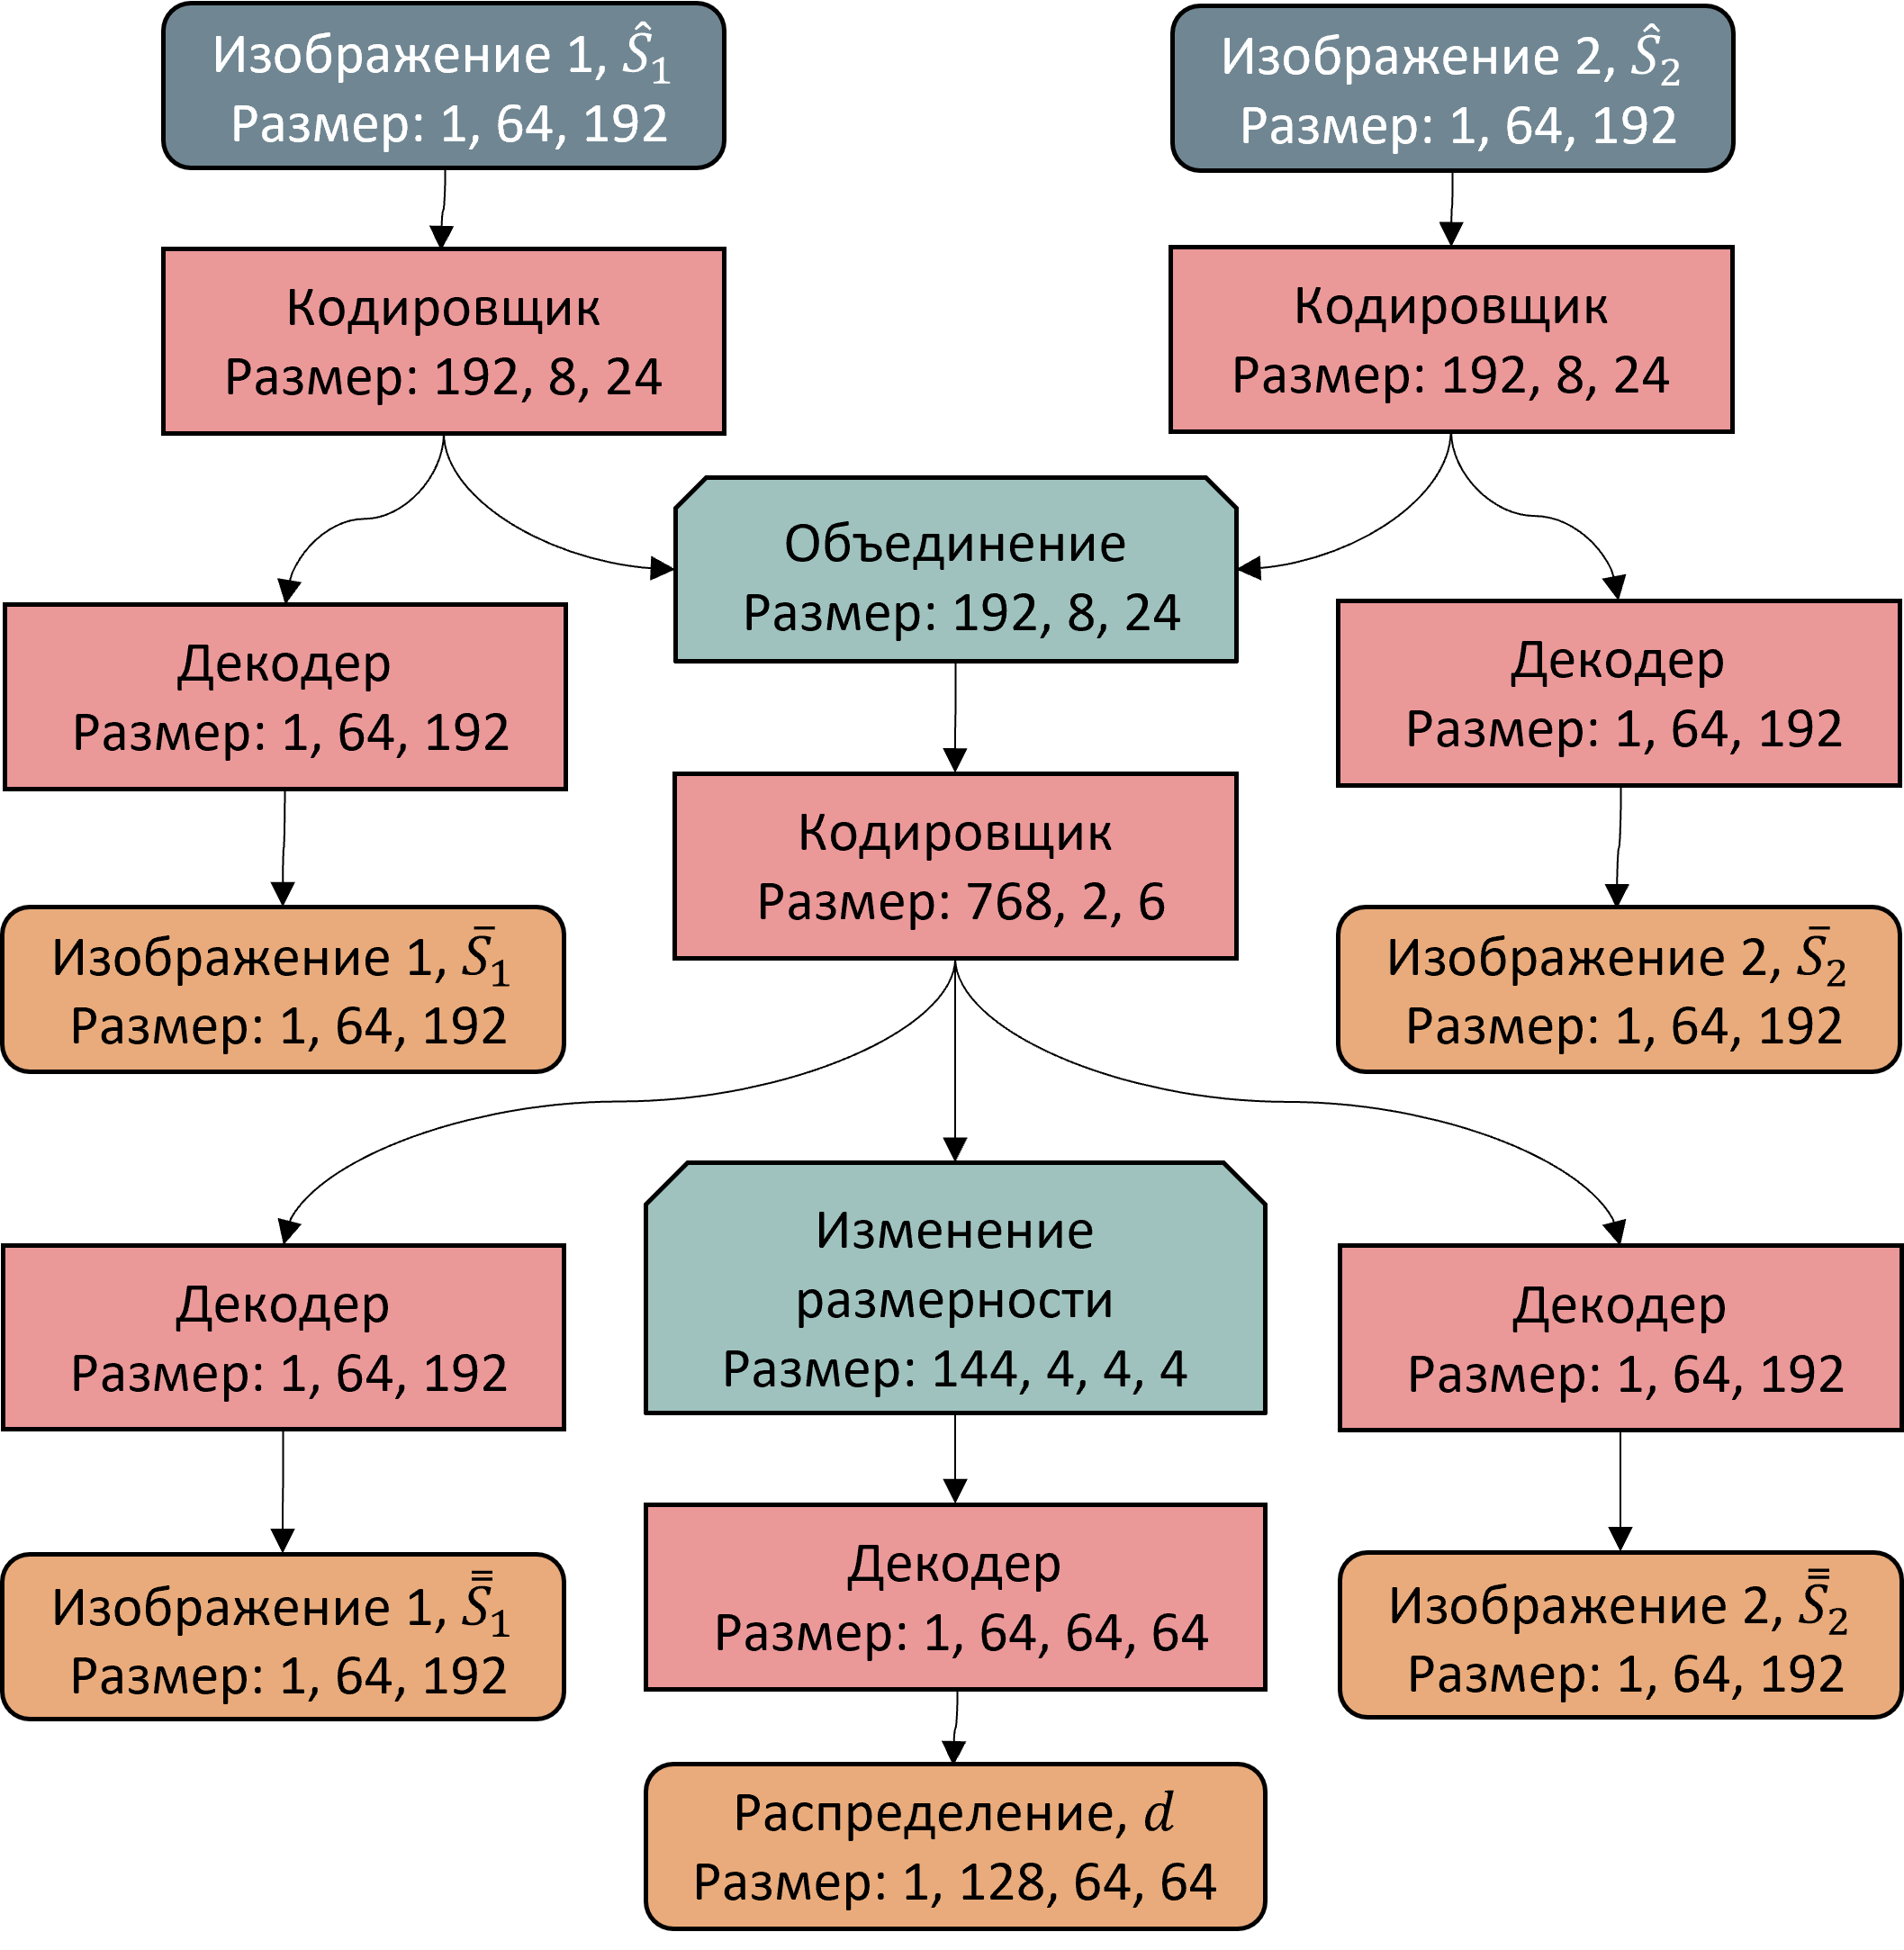 Изображение 1, Ŝ₁
Размер: 1, 64, 192
Изображение 2, Ŝ₂
Размер: 1, 64, 192
Кодировщик
Размер: 192, 8, 24
Кодировщик
Размер: 192, 8, 24
Объединение
Размер: 192, 8, 24
Декодер
Размер: 1, 64, 192
Декодер
Размер: 1, 64, 192
Кодировщик
Размер: 768, 2, 6
Изображение 1, S̄₁
Размер: 1, 64, 192
Изображение 2, S̄₂
Размер: 1, 64, 192
Декодер
Размер: 1, 64, 192
Изменение
размерности
Размер: 144, 4, 4, 4
Декодер
Размер: 1, 64, 192
Изображение 1, S̿₁
Размер: 1, 64, 192
Декодер
Размер: 1, 64, 64, 64
Изображение 2, S̿₂
Размер: 1, 64, 192
Распределение, d
Размер: 1, 128, 64, 64